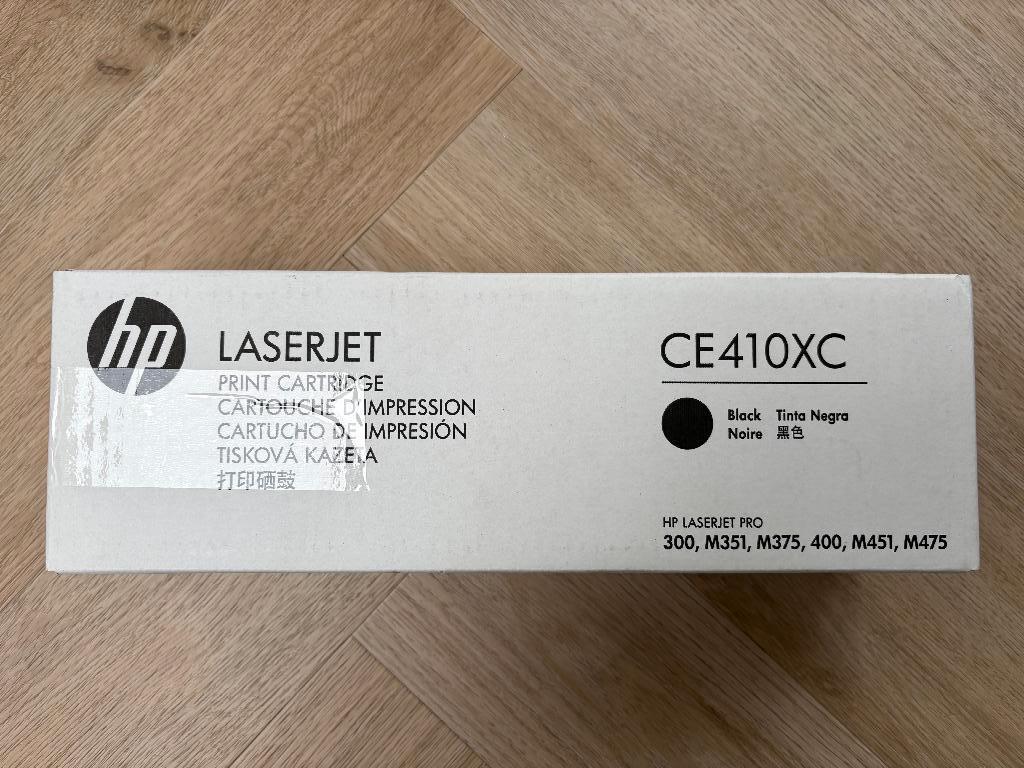 hp
LASERJET
PRINT CARTRIDGE
CARTOUCHE D'IMPRESSION
CARTUCHO DE IMPRESIÓN
TISKOVÁ KAZETA
打印硒鼓
CE410XC
Black Tinta Negra
Noire 黑色
HP LASERJET PRO
300, M351, M375, 400, M451, M475